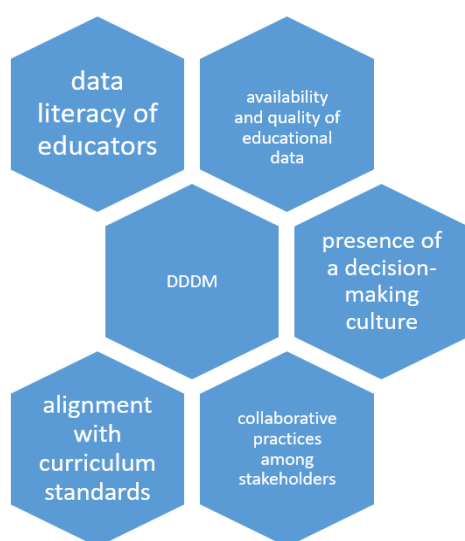 data
literacy of
educators
availability
and quality of
educational
data
DDDM
presence of
a decision-
making
culture
alignment
with
curriculum
standards
collaborative
practices
among
stakeholders